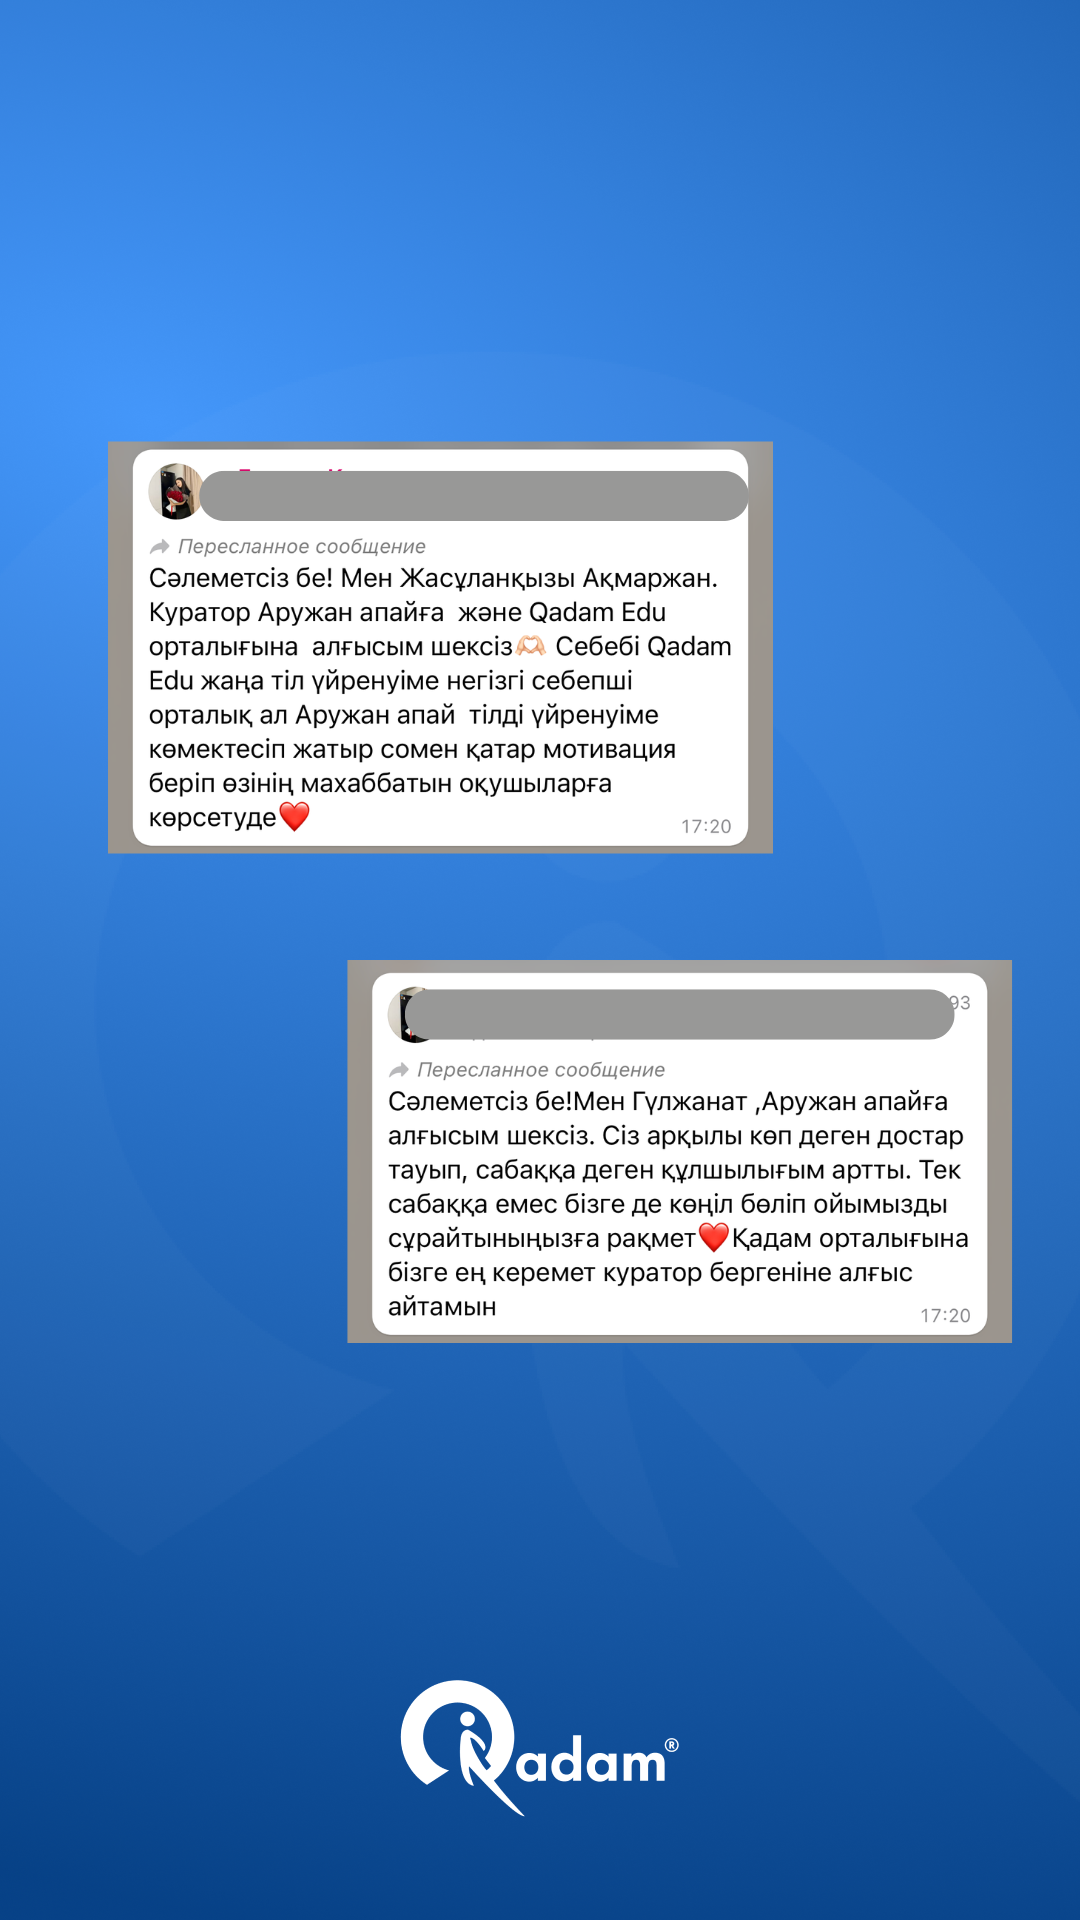 Пересланное сообщение
Сәлеметсіз бе! Мен Жасұланқызы Ақмаржан.
Куратор Аружан апайға  және Qadam Edu
орталығына  алғысым шексіз🫶🏻 Себебі Qadam
Edu жаңа тіл үйренуіме негізгі себепші
орталық ал Аружан апай  тілді үйренуіме
көмектесіп жатыр сомен қатар мотивация
беріп өзінің махаббатын оқушыларға
көрсетуде❤️
17:20
93
Пересланное сообщение
Сәлеметсіз бе!Мен Гүлжанат ,Аружан апайға
алғысым шексіз. Сіз арқылы көп деген достар
тауып, сабаққа деген құлшылығым артты. Тек
сабаққа емес бізге де көңіл бөліп ойымызды
сұрайтыныңызға рақмет❤️Қадам орталығына
бізге ең керемет куратор бергеніне алғыс
айтамын
17:20
Qadam®